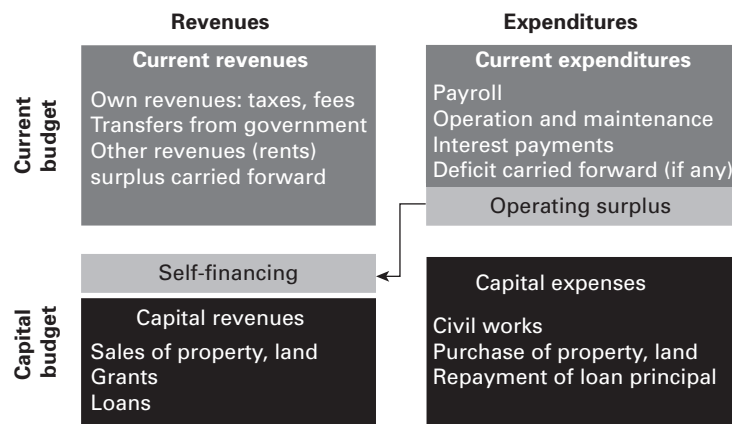 Revenues
Expenditures
Current budget
Current revenues
Own revenues: taxes, fees
Transfers from government
Other revenues (rents)
surplus carried forward
Current expenditures
Payroll
Operation and maintenance
Interest payments
Deficit carried forward (if any)
Operating surplus
Capital budget
Self-financing
Capital revenues
Sales of property, land
Grants
Loans
Capital expenses
Civil works
Purchase of property, land
Repayment of loan principal